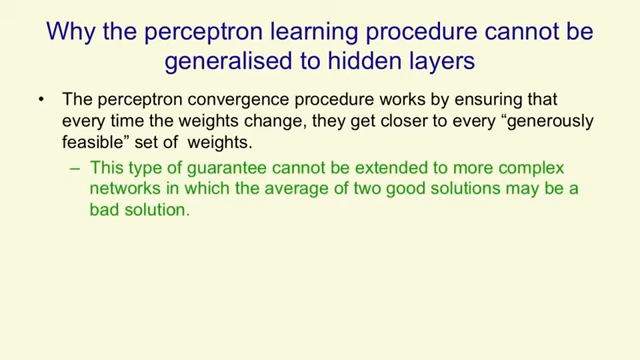 Why the perceptron learning procedure cannot be
generalised to hidden layers
• The perceptron convergence procedure works by ensuring that
every time the weights change, they get closer to every “generously
feasible” set of weights.
– This type of guarantee cannot be extended to more complex
networks in which the average of two good solutions may be a
bad solution.